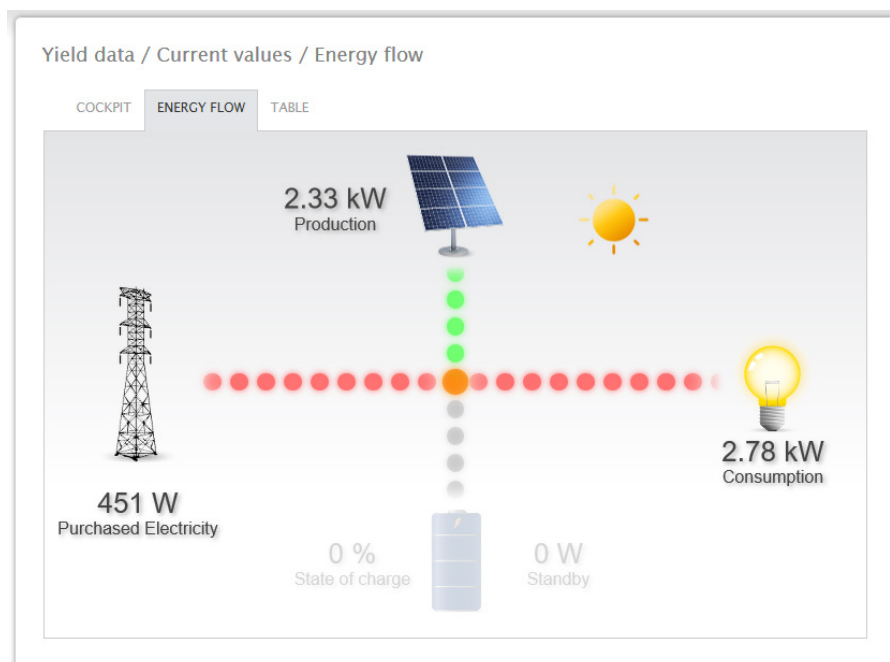 Yield data / Current values / Energy flow
COCKPIT ENERGY FLOW TABLE
2.33 kW
Production
2.78 kW
Consumption
451 W
Purchased Electricity
0 %
State of charge
0 W
Standby